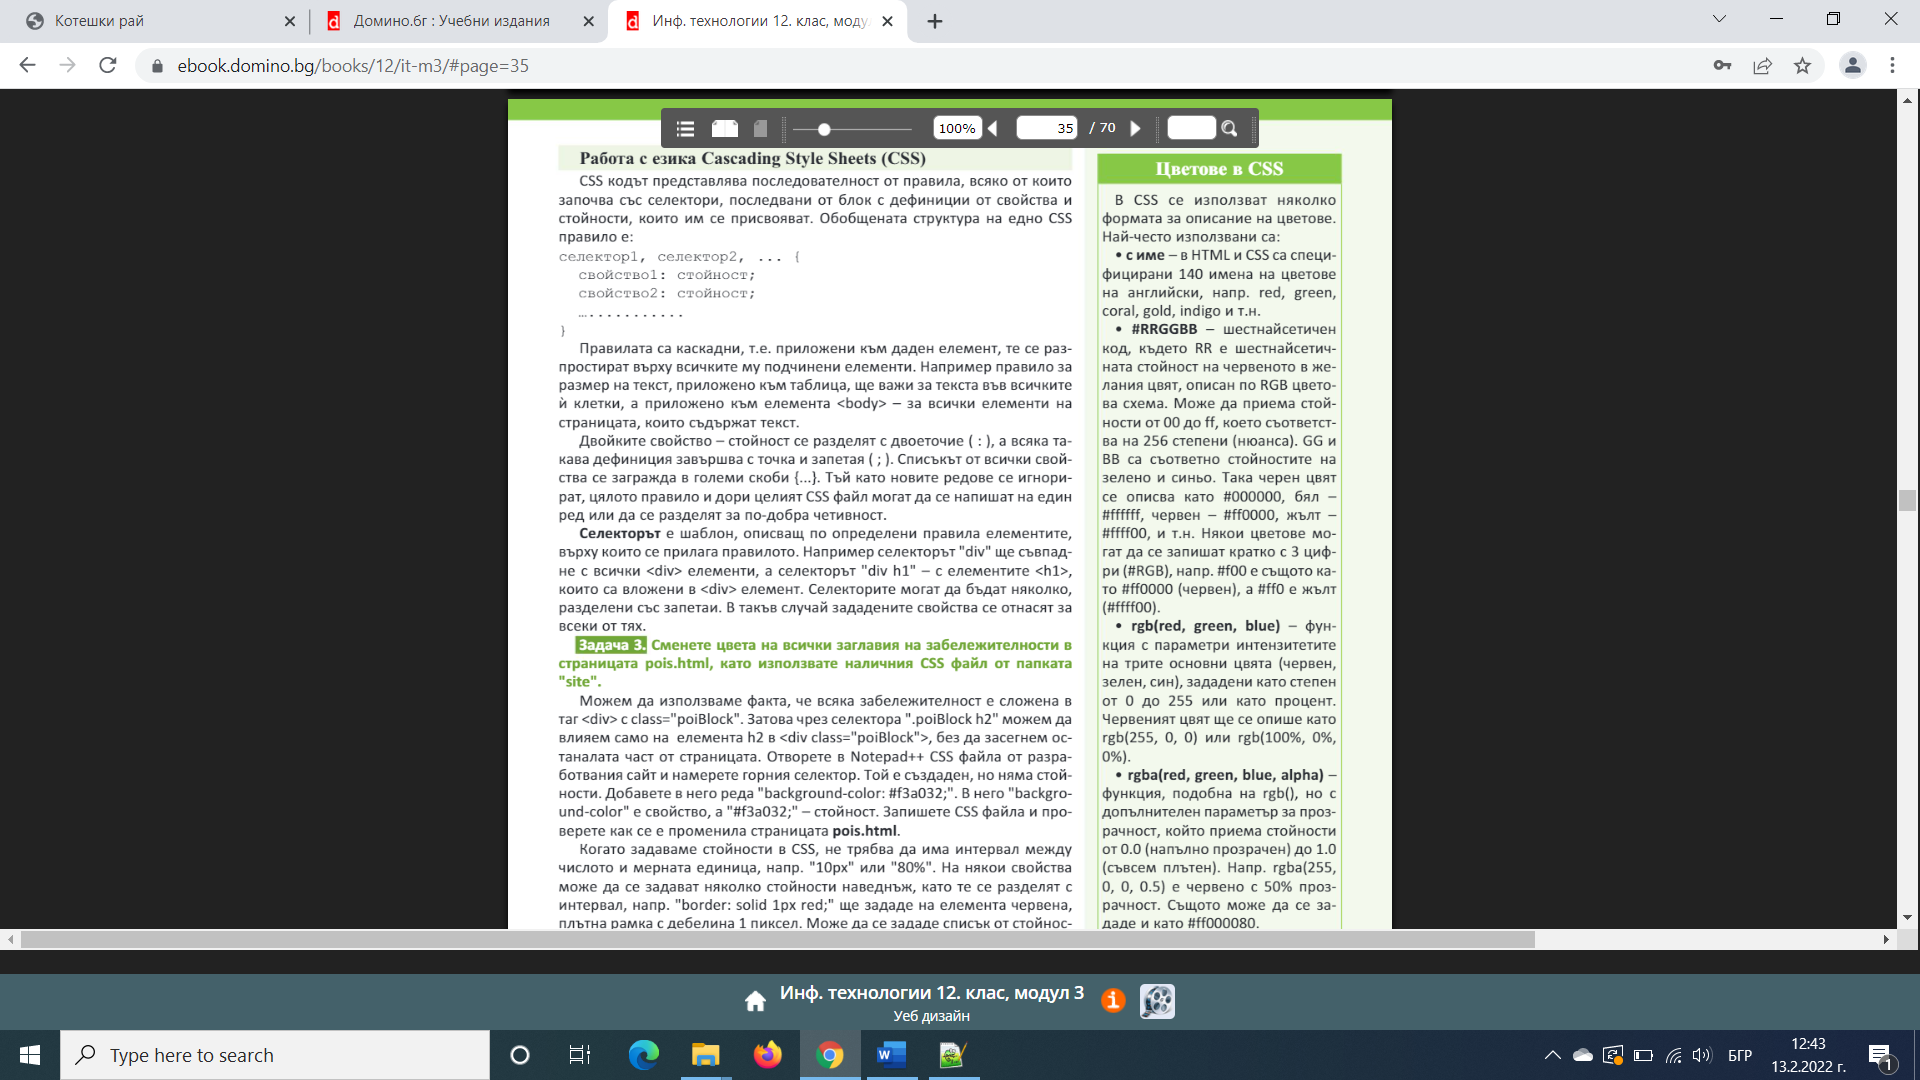 Котешки рай
Домино.бг : Учебни издания
Инф. технологии 12. клас, моду
ebook.domino.bg/books/12/it-m3/#page=35
100%
35
/ 70
Работа с езика Cascading Style Sheets (CSS)
CSS кодът представлява последователност от правила, всяко от които
започва със селектори, последвани от блок с дефиниции от свойства и
стойности, които им се присвояват. Обобщената структура на едно CSS
правило е:
селектор1, селектор2, ... {
свойство1: стойност;
свойство2: стойност;
…...........
}
Правилата са каскадни, т.е. приложени към даден елемент, те се раз-
простират върху всичките му подчинени елементи. Например правило за
размер на текст, приложено към таблица, ще важи за текста във всичките
ѝ клетки, а приложено към елемента <body> – за всички елементи на
страницата, които съдържат текст.
Двойките свойство – стойност се разделят с двоеточие ( : ), а всяка та-
кава дефиниция завършва с точка и запетая ( ; ). Списъкът от всички свой-
ства се загражда в големи скоби {...}. Тъй като новите редове се игнори-
рат, цялото правило и дори целият CSS файл могат да се напишат на един
ред или да се разделят за по-добра четивност.
Селекторът е шаблон, описващ по определени правила елементите,
върху които се прилага правилото. Например селекторът "div" ще съвпад-
не с всички <div> елементи, а селекторът "div h1" – с елементите <h1>,
които са вложени в <div> елемент. Селекторите могат да бъдат няколко,
разделени със запетаи. В такъв случай зададените свойства се отнасят за
всеки от тях.
Задача 3. Сменете цвета на всички заглавия на забележителности в
страницата pois.html, като използвате наличния CSS файл от папката
"site".
Можем да използваме факта, че всяка забележителност е сложена в
таг <div> с class="poiBlock". Затова чрез селектора ".poiBlock h2" можем да
влияем само на елемента h2 в <div class="poiBlock">, без да засегнем ос-
таналата част от страницата. Отворете в Notepad++ CSS файла от разра-
ботвания сайт и намерете горния селектор. Той е създаден, но няма стой-
ности. Добавете в него реда "background-color: #f3a032;". В него "backgro-
und-color" е свойство, а "#f3a032;" – стойност. Запишете CSS файла и про-
верете как се е променила страницата pois.html.
Когато задаваме стойности в CSS, не трябва да има интервал между
числото и мерната единица, напр. "10px" или "80%". На някои свойства
може да се задават няколко стойности наведнъж, като те се разделят с
интервал, напр. "border: solid 1px red;" ще зададе на елемента червена,
плътна рамка с дебелина 1 пиксел. Може да се зададе списък от стойнос-
Цветове в CSS
В CSS се използват няколко
формата за описание на цветове.
Най-често използвани са:
• с име – в HTML и CSS са специ-
фицирани 140 имена на цветове
на английски, напр. red, green,
coral, gold, indigo и т.н.
• #RRGGBB – шестнайсетичен
код, където RR е шестнайсетич-
ната стойност на червеното в же-
лания цвят, описан по RGB цвето-
ва схема. Може да приема стой-
ности от 00 до ff, което съответст-
ва на 256 степени (нюанса). GG и
BB са съответно стойностите на
зелено и синьо. Така черен цвят
се описва като #000000, бял –
#ffffff, червен – #ff0000, жълт –
#ffff00, и т.н. Някои цветове мо-
гат да се запишат кратко с 3 циф-
ри (#RGB), напр. #f00 е същото ка-
то #ff0000 (червен), а #ff0 е жълт
(#ffff00).
• rgb(red, green, blue) – фун-
кция с параметри интензитетите
на трите основни цвята (червен,
зелен, син), зададени като степен
от 0 до 255 или като процент.
Червеният цвят ще се опише като
rgb(255, 0, 0) или rgb(100%, 0%,
0%).
• rgba(red, green, blue, alpha) –
функция, подобна на rgb(), но с
допълнителен параметър за проз-
рачност, който приема стойности
от 0.0 (напълно прозрачен) до 1.0
(съвсем плътен). Напр. rgba(255,
0, 0, 0.5) е червено с 50% проз-
рачност. Същото може да се за-
даде и като #ff000080.
Инф. технологии 12. клас, модул 3
Уеб дизайн
Type here to search
БГР
12:43
13.2.2022 г.
1